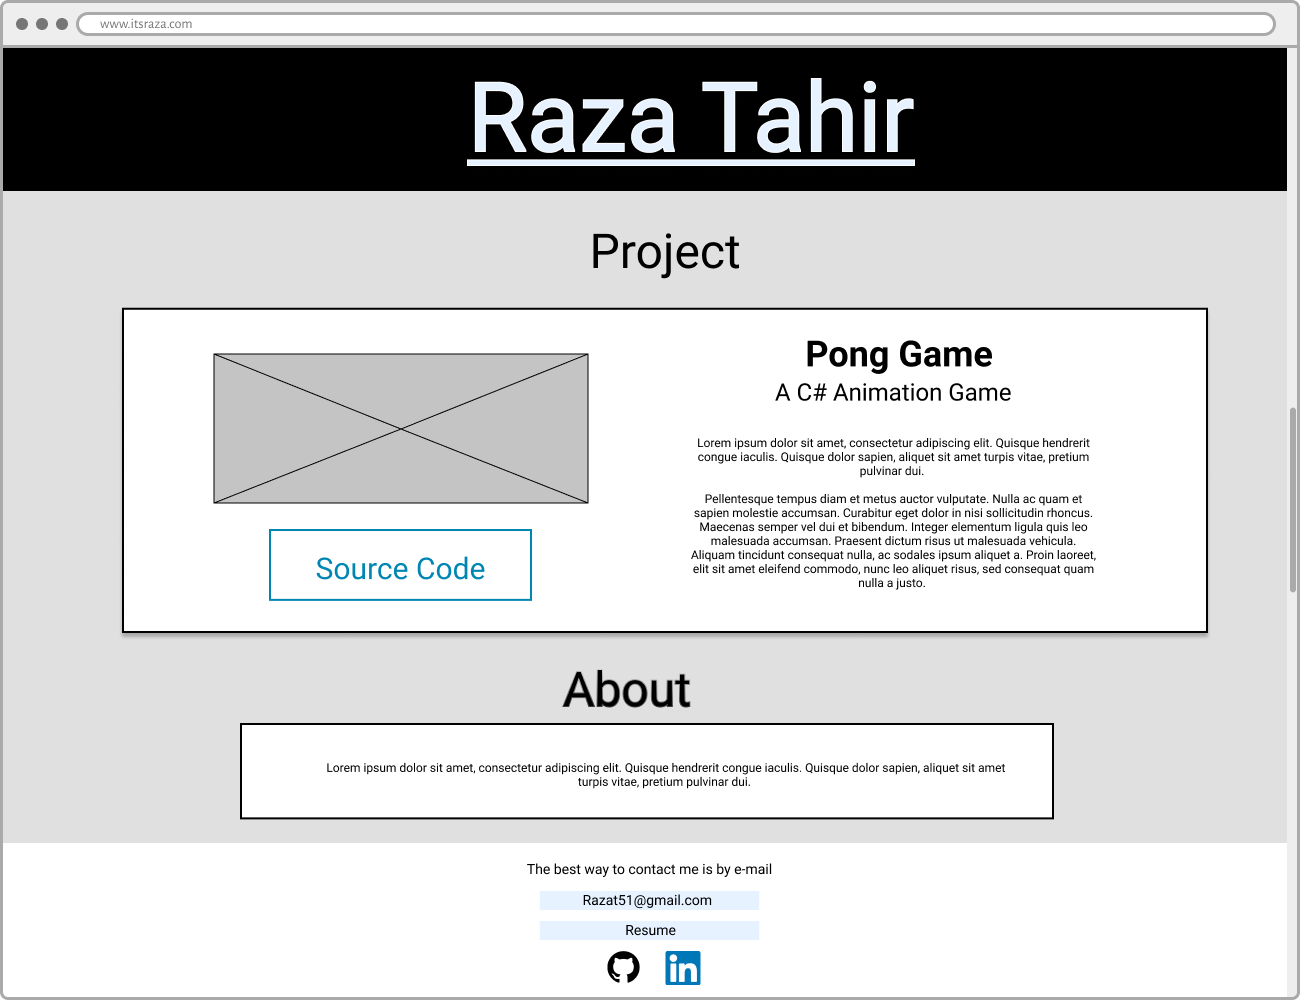 www.itsraza.com
Raza Tahir
Project
Source Code
Pong Game
A C# Animation Game
Lorem ipsum dolor sit amet, consectetur adipiscing elit. Quisque hendrerit
congue iaculis. Quisque dolor sapien, aliquet sit amet turpis vitae, pretium
pulvinar dui.
Pellentesque tempus diam et metus auctor vulputate. Nulla ac quam et
sapien molestie accumsan. Curabitur eget dolor in nisi sollicitudin rhoncus.
Maecenas semper vel dui et bibendum. Integer elementum ligula quis leo
malesuada accumsan. Praesent dictum risus ut malesuada vehicula.
Aliquam tincidunt consequat nulla, ac sodales ipsum aliquet a. Proin laoreet,
elit sit amet eleifend commodo, nunc leo aliquet risus, sed consequat quam
nulla a justo.
About
Lorem ipsum dolor sit amet, consectetur adipiscing elit. Quisque hendrerit congue iaculis. Quisque dolor sapien, aliquet sit amet
turpis vitae, pretium pulvinar dui.
The best way to contact me is by e-mail
Razat51@gmail.com
Resume
in